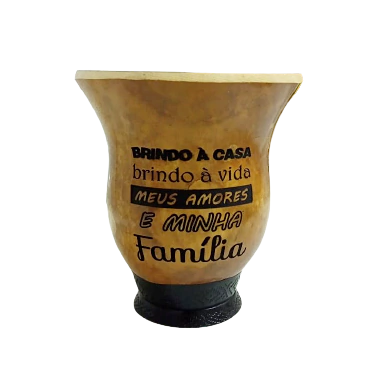 BRINDO À CASA
brindo à vida
MEUS AMORES
E MINHA
Família